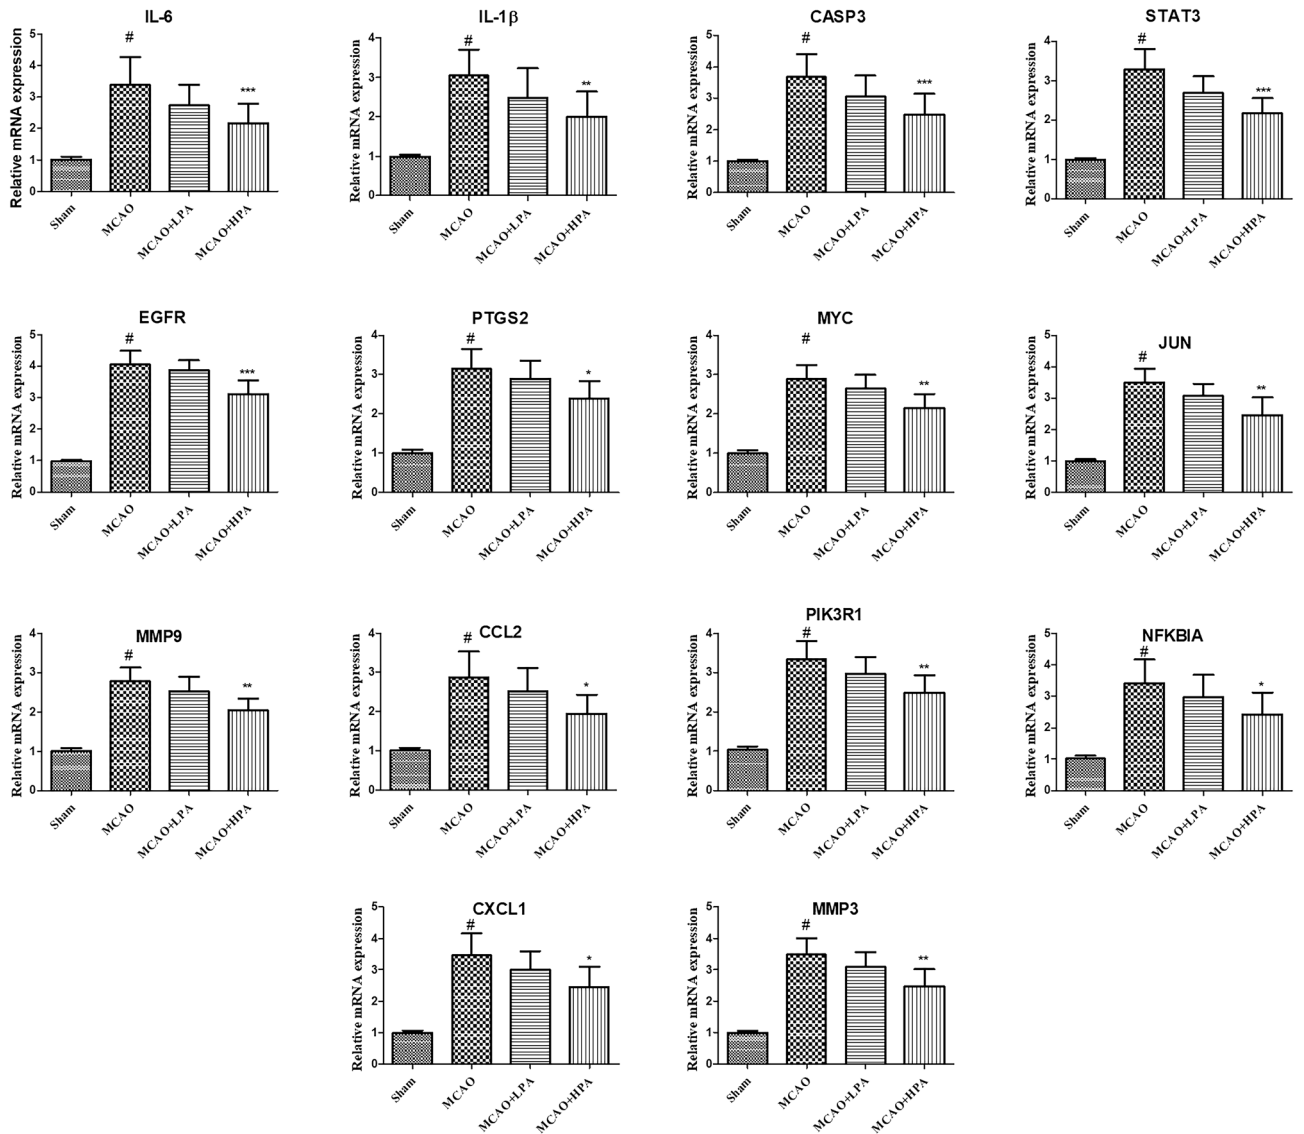 IL-6
Relative mRNA expression
5
4
3
2
1
0
#
***
Sham
MCAO
MCAO+LPA
MCAO+HPA
IL-1β
Relative mRNA expression
4
3
2
1
0
#
**
Sham
MCAO
MCAO+LPA
MCAO+HPA
CASP3
Relative mRNA expression
5
4
3
2
1
0
#
***
Sham
MCAO
MCAO+LPA
MCAO+HPA
STAT3
Relative mRNA expression
4
3
2
1
0
#
***
Sham
MCAO
MCAO+LPA
MCAO+HPA
EGFR
Relative mRNA expression
5
4
3
2
1
0
#
***
Sham
MCAO
MCAO+LPA
MCAO+HPA
PTGS2
Relative mRNA expression
4
3
2
1
0
#
*
Sham
MCAO
MCAO+LPA
MCAO+HPA
MYC
Relative mRNA expression
4
3
2
1
0
#
**
Sham
MCAO
MCAO+LPA
MCAO+HPA
JUN
Relative mRNA expression
5
4
3
2
1
0
#
**
Sham
MCAO
MCAO+LPA
MCAO+HPA
MMP9
Relative mRNA expression
4
3
2
1
0
#
**
Sham
MCAO
MCAO+LPA
MCAO+HPA
CCL2
Relative mRNA expression
4
3
2
1
0
#
*
Sham
MCAO
MCAO+LPA
MCAO+HPA
PIK3R1
Relative mRNA expression
4
3
2
1
0
#
**
Sham
MCAO
MCAO+LPA
MCAO+HPA
NFKBIA
Relative mRNA expression
5
4
3
2
1
0
#
*
Sham
MCAO
MCAO+LPA
MCAO+HPA
CXCL1
Relative mRNA expression
5
4
3
2
1
0
#
*
Sham
MCAO
MCAO+LPA
MCAO+HPA
MMP3
Relative mRNA expression
5
4
3
2
1
0
#
**
Sham
MCAO
MCAO+LPA
MCAO+HPA